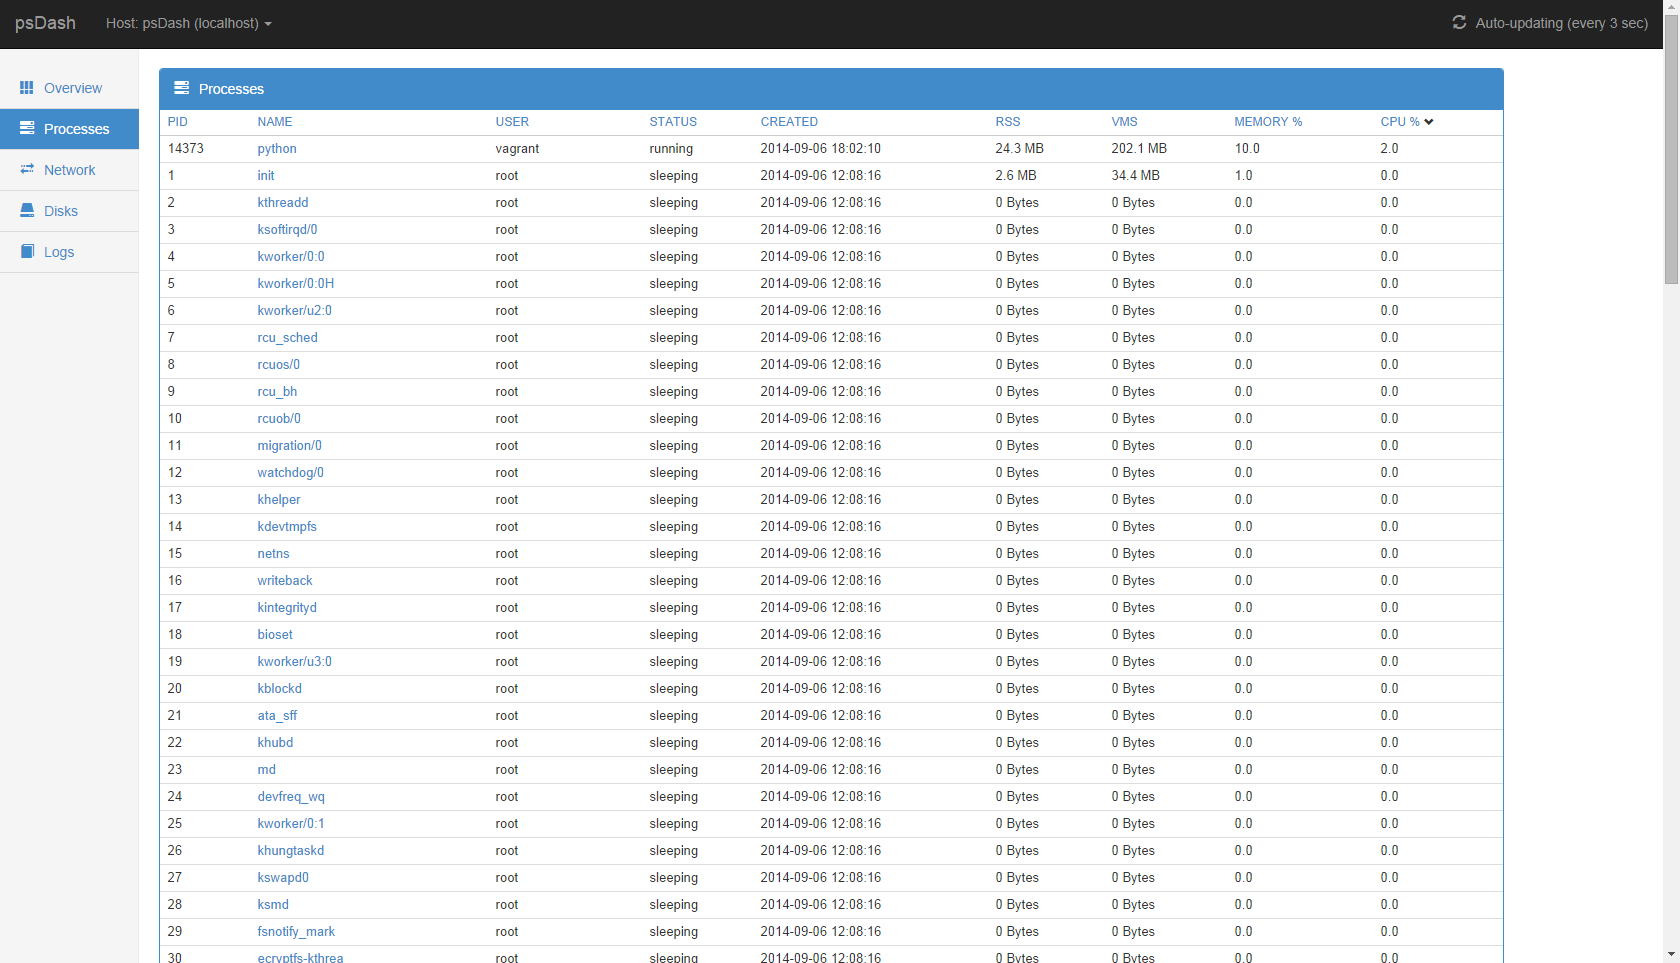 psDash Host: psDash (localhost) Auto-updating (every 3 sec)
Overview
Processes
Network
Disks
Logs
Processes
PID NAME USER STATUS CREATED RSS VMS MEMORY % CPU %
14373 python vagrant running 2014-09-06 18:02:10 24.3 MB 202.1 MB 10.0 2.0
1 init root sleeping 2014-09-06 12:08:16 2.6 MB 34.4 MB 1.0 0.0
2 kthreadd root sleeping 2014-09-06 12:08:16 0 Bytes 0 Bytes 0.0 0.0
3 ksoftirqd/0 root sleeping 2014-09-06 12:08:16 0 Bytes 0 Bytes 0.0 0.0
4 kworker/0:0 root sleeping 2014-09-06 12:08:16 0 Bytes 0 Bytes 0.0 0.0
5 kworker/0:0H root sleeping 2014-09-06 12:08:16 0 Bytes 0 Bytes 0.0 0.0
6 kworker/u2:0 root sleeping 2014-09-06 12:08:16 0 Bytes 0 Bytes 0.0 0.0
7 rcu_sched root sleeping 2014-09-06 12:08:16 0 Bytes 0 Bytes 0.0 0.0
8 rcuos/0 root sleeping 2014-09-06 12:08:16 0 Bytes 0 Bytes 0.0 0.0
9 rcu_bh root sleeping 2014-09-06 12:08:16 0 Bytes 0 Bytes 0.0 0.0
10 rcuob/0 root sleeping 2014-09-06 12:08:16 0 Bytes 0 Bytes 0.0 0.0
11 migration/0 root sleeping 2014-09-06 12:08:16 0 Bytes 0 Bytes 0.0 0.0
12 watchdog/0 root sleeping 2014-09-06 12:08:16 0 Bytes 0 Bytes 0.0 0.0
13 khelper root sleeping 2014-09-06 12:08:16 0 Bytes 0 Bytes 0.0 0.0
14 kdevtmpfs root sleeping 2014-09-06 12:08:16 0 Bytes 0 Bytes 0.0 0.0
15 netns root sleeping 2014-09-06 12:08:16 0 Bytes 0 Bytes 0.0 0.0
16 writeback root sleeping 2014-09-06 12:08:16 0 Bytes 0 Bytes 0.0 0.0
17 kintegrityd root sleeping 2014-09-06 12:08:16 0 Bytes 0 Bytes 0.0 0.0
18 bioset root sleeping 2014-09-06 12:08:16 0 Bytes 0 Bytes 0.0 0.0
19 kworker/u3:0 root sleeping 2014-09-06 12:08:16 0 Bytes 0 Bytes 0.0 0.0
20 kblockd root sleeping 2014-09-06 12:08:16 0 Bytes 0 Bytes 0.0 0.0
21 ata_sff root sleeping 2014-09-06 12:08:16 0 Bytes 0 Bytes 0.0 0.0
22 khubd root sleeping 2014-09-06 12:08:16 0 Bytes 0 Bytes 0.0 0.0
23 md root sleeping 2014-09-06 12:08:16 0 Bytes 0 Bytes 0.0 0.0
24 devfreq_wq root sleeping 2014-09-06 12:08:16 0 Bytes 0 Bytes 0.0 0.0
25 kworker/0:1 root sleeping 2014-09-06 12:08:16 0 Bytes 0 Bytes 0.0 0.0
26 khungtaskd root sleeping 2014-09-06 12:08:16 0 Bytes 0 Bytes 0.0 0.0
27 kswapd0 root sleeping 2014-09-06 12:08:16 0 Bytes 0 Bytes 0.0 0.0
28 ksmd root sleeping 2014-09-06 12:08:16 0 Bytes 0 Bytes 0.0 0.0
29 fsnotify_mark root sleeping 2014-09-06 12:08:16 0 Bytes 0 Bytes 0.0 0.0
30 ecryptfs-kthrea root sleeping 2014-09-06 12:08:16 0 Bytes 0 Bytes 0.0 0.0